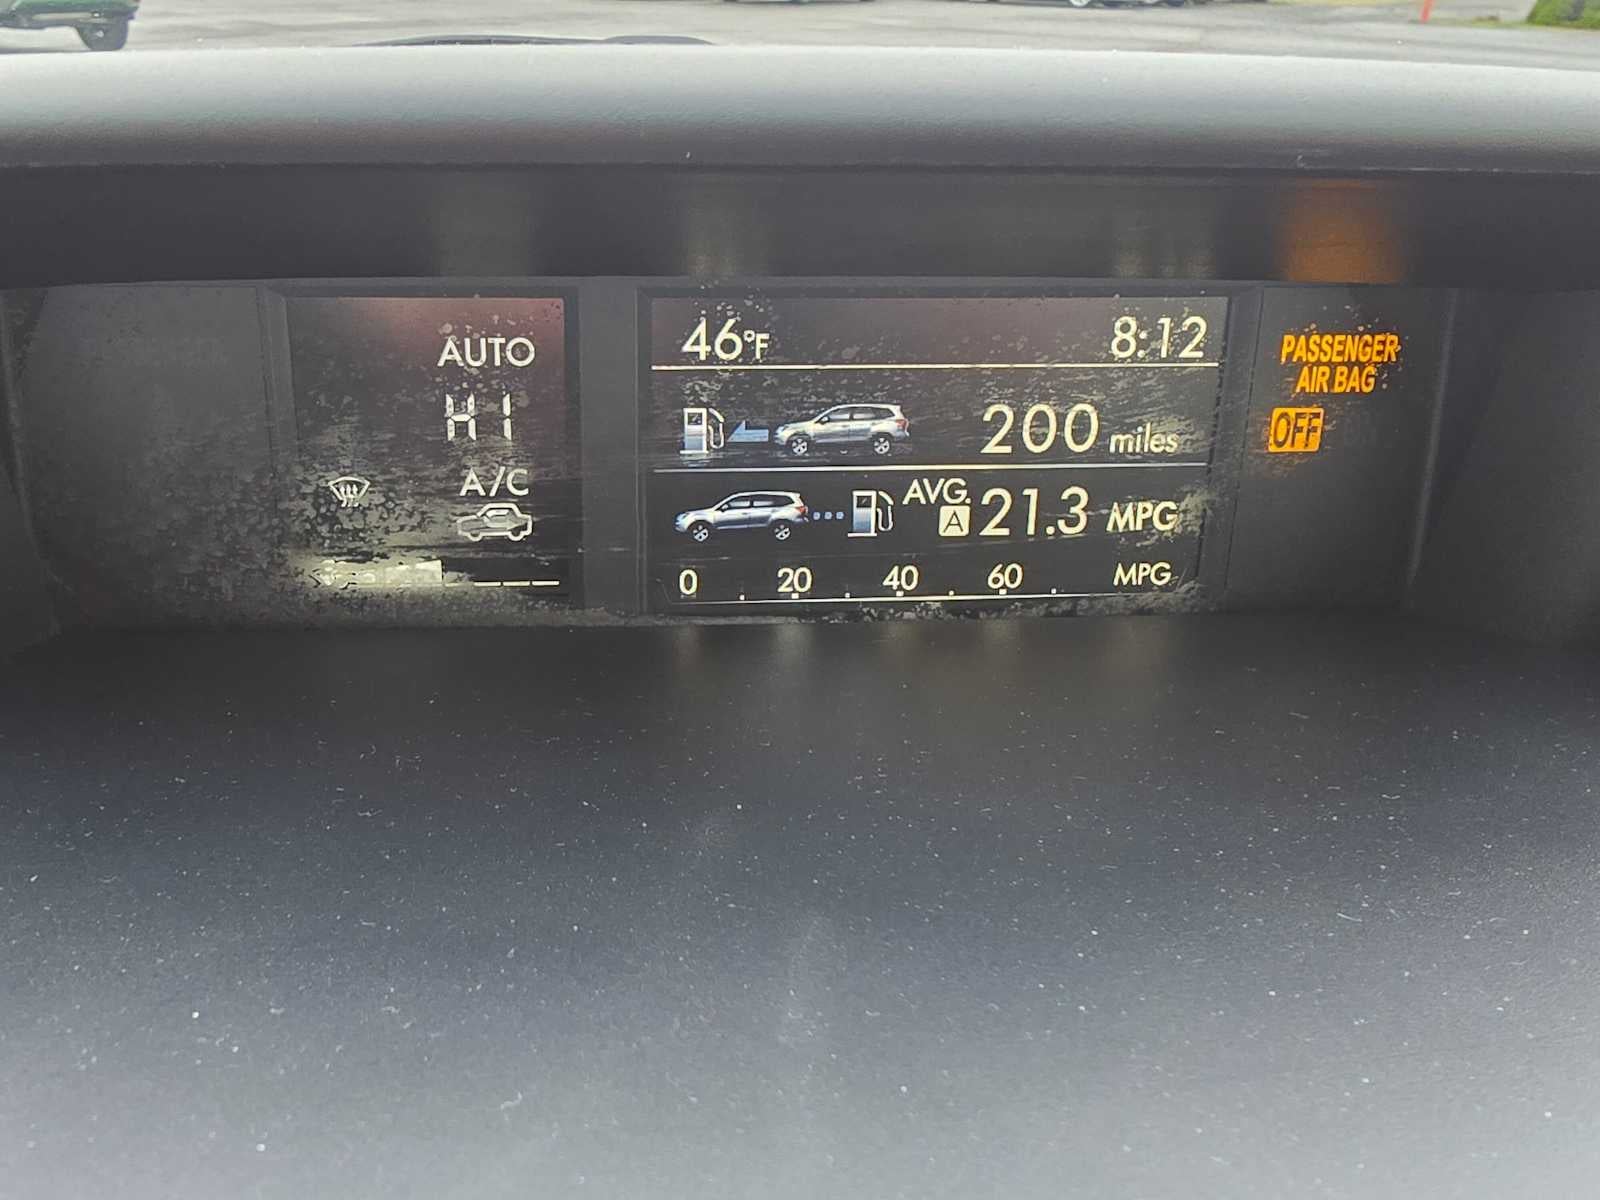 AUTO
HI
A/C
46°F
8:12
200 miles
AVG.
A
21.3 MPG
0 20 40 60 MPG
PASSENGER
AIR BAG
OFF